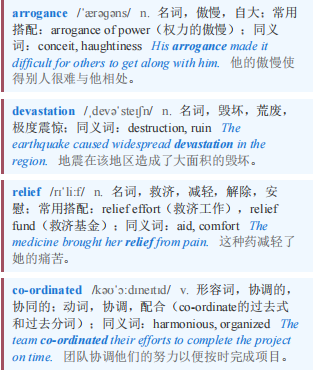 arrogance /ˈærəgəns/ n. 名词，傲慢，自大；常用
搭配：arrogance of power（权力的傲慢）；同义
词：conceit, haughtiness His arrogance made it
difficult for others to get along with him. 他的傲慢使
得别人很难与他相处。
devastation /ˌdevəˈsteɪʃn/ n. 名词，毁坏，荒废，
极度震惊；同义词：destruction, ruin The
earthquake caused widespread devastation in the
region. 地震在该地区造成了大面积的毁坏。
relief /rɪˈliːf/ n. 名词，救济，减轻，解除，安
慰；常用搭配：relief effort（救济工作），relief
fund（救济基金）；同义词：aid, comfort The
medicine brought her relief from pain. 这种药减轻了
她的痛苦。
co-ordinated /kəʊˈɔːdɪneɪtɪd/ v. 形容词，协调的，
协同的；动词，协调，配合（co-ordinate的过去式
和过去分词）；同义词：harmonious, organized The
team co-ordinated their efforts to complete the project
on time. 团队协调他们的努力以便按时完成项目。